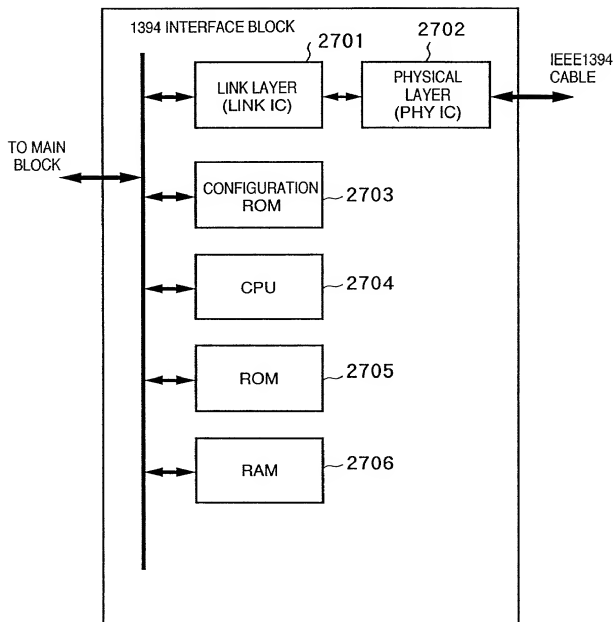 1394 INTERFACE BLOCK
2701
2702
LINK LAYER
(LINK IC)
PHYSICAL
LAYER
(PHY IC)
IEEE1394
CABLE
TO MAIN
BLOCK
CONFIGURATION
ROM
2703
CPU
2704
ROM
2705
RAM
2706